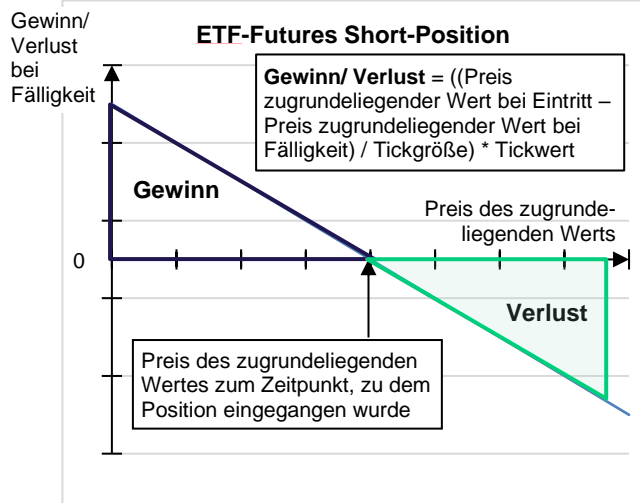 Gewinn/
Verlust
bei
Fälligkeit
ETF-Futures Short-Position
Gewinn/ Verlust = ((Preis
zugrundeliegender Wert bei Eintritt –
Preis zugrundeliegender Wert bei
Fälligkeit) / Tickgröße) * Tickwert
Gewinn
Preis des zugrunde-
liegenden Werts
0
Verlust
Preis des zugrundeliegenden
Wertes zum Zeitpunkt, zu dem
Position eingegangen wurde